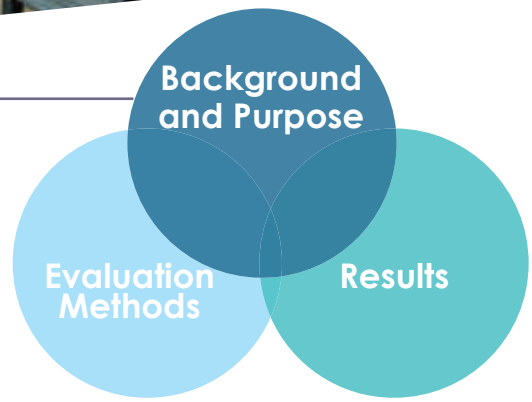 Background
and Purpose
Evaluation
Methods
Results